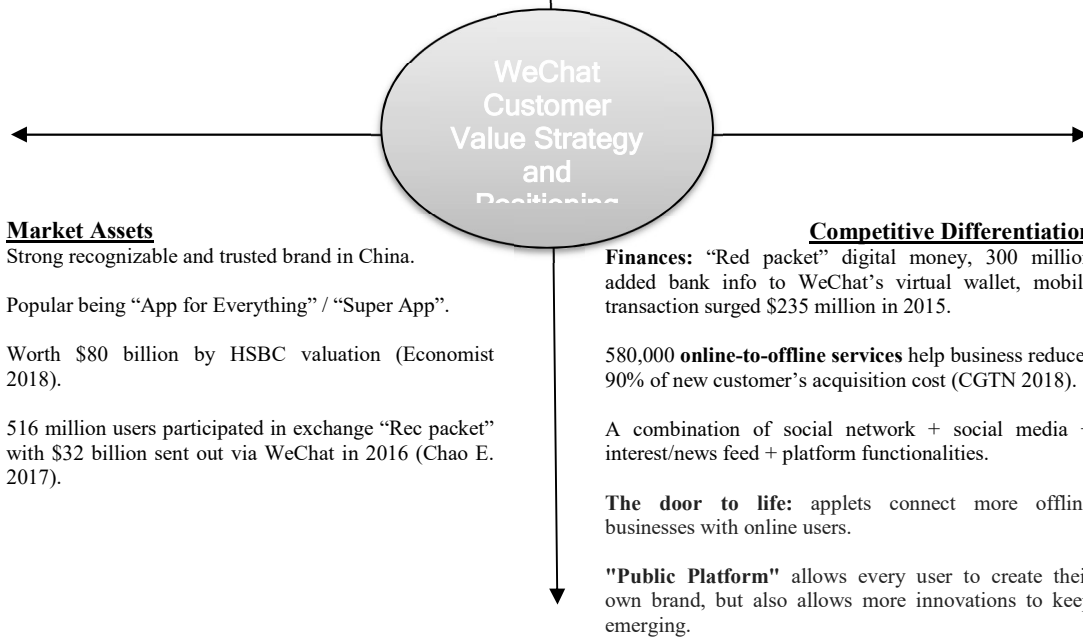 WeChat
Customer
Value Strategy
and
Positioning
Market Assets
Strong recognizable and trusted brand in China.
Popular being “App for Everything” / “Super App”.
Worth $80 billion by HSBC valuation (Economist
2018).
516 million users participated in exchange “Rec packet”
with $32 billion sent out via WeChat in 2016 (Chao E.
2017).
Competitive Differentiation
Finances: “Red packet” digital money, 300 million
added bank info to WeChat’s virtual wallet, mobil
transaction surged $235 million in 2015.
580,000 online-to-offline services help business reduce
90% of new customer’s acquisition cost (CGTN 2018).
A combination of social network + social media +
interest/news feed + platform functionalities.
The door to life: applets connect more offlin
businesses with online users.
"Public Platform" allows every user to create thei
own brand, but also allows more innovations to keep
emerging.